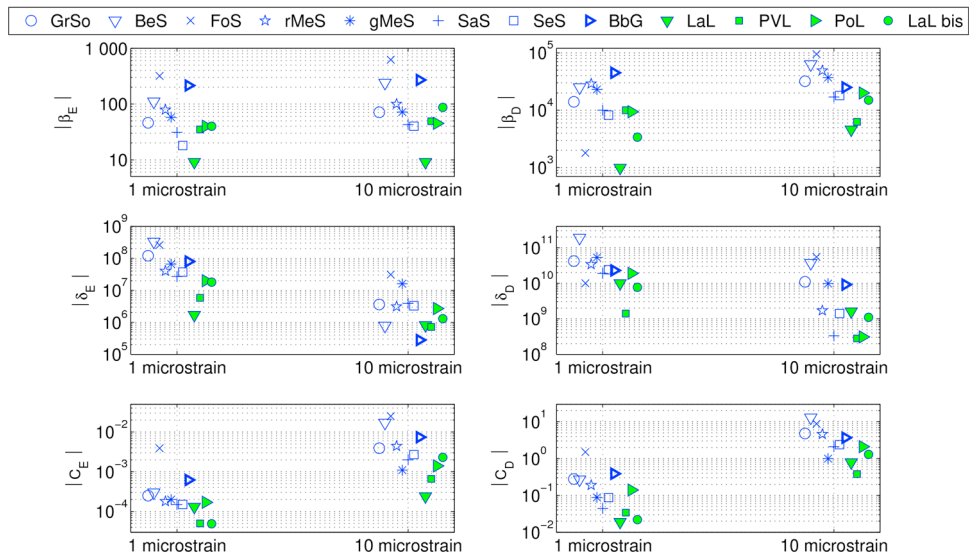 GrSo BeS FoS rMeS gMeS SaS SeS BbG LaL PVL PoL LaL bis
|β_E|
1 000
100
10
1 microstrain 10 microstrain
|β_D|
10^5
10^4
10^3
1 microstrain 10 microstrain
|δ_E|
10^9
10^8
10^7
10^6
10^5
1 microstrain 10 microstrain
|δ_D|
10^11
10^10
10^9
10^8
1 microstrain 10 microstrain
|C_E|
10^-2
10^-3
10^-4
1 microstrain 10 microstrain
|C_D|
10^1
10^0
10^-1
10^-2
1 microstrain 10 microstrain